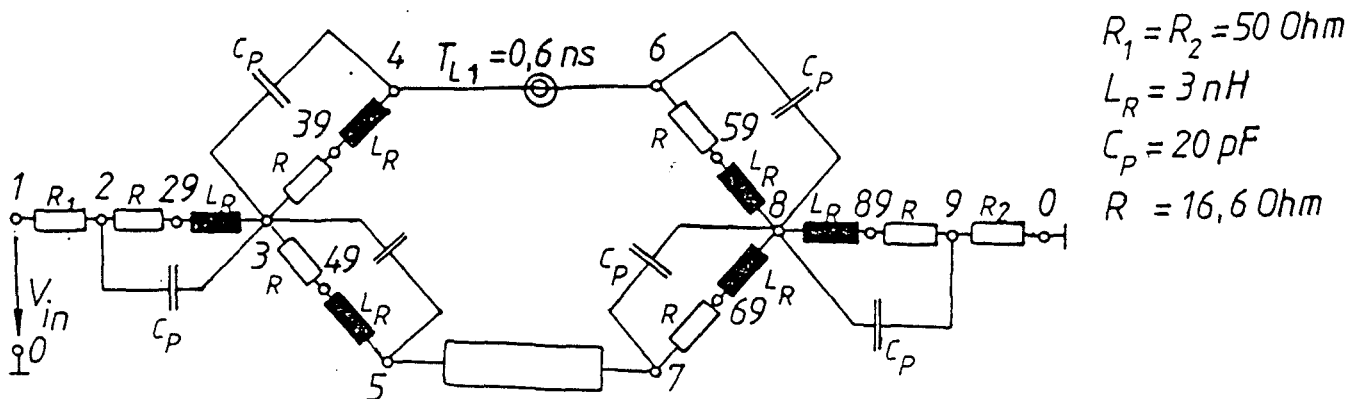 C_P
4
T_L1 = 0,6 ns
6
C_P
R_1 = R_2 = 50 Ohm
L_R = 3 nH
C_P = 20 pF
R = 16,6 Ohm
39
R
L_R
R
59
L_R
1
R_1
2
R
29
L_R
3
8
L_R
89
R
9
R_2
0
V_in
0
C_P
R
49
L_R
C_P
R
69
L_R
C_P
5
7